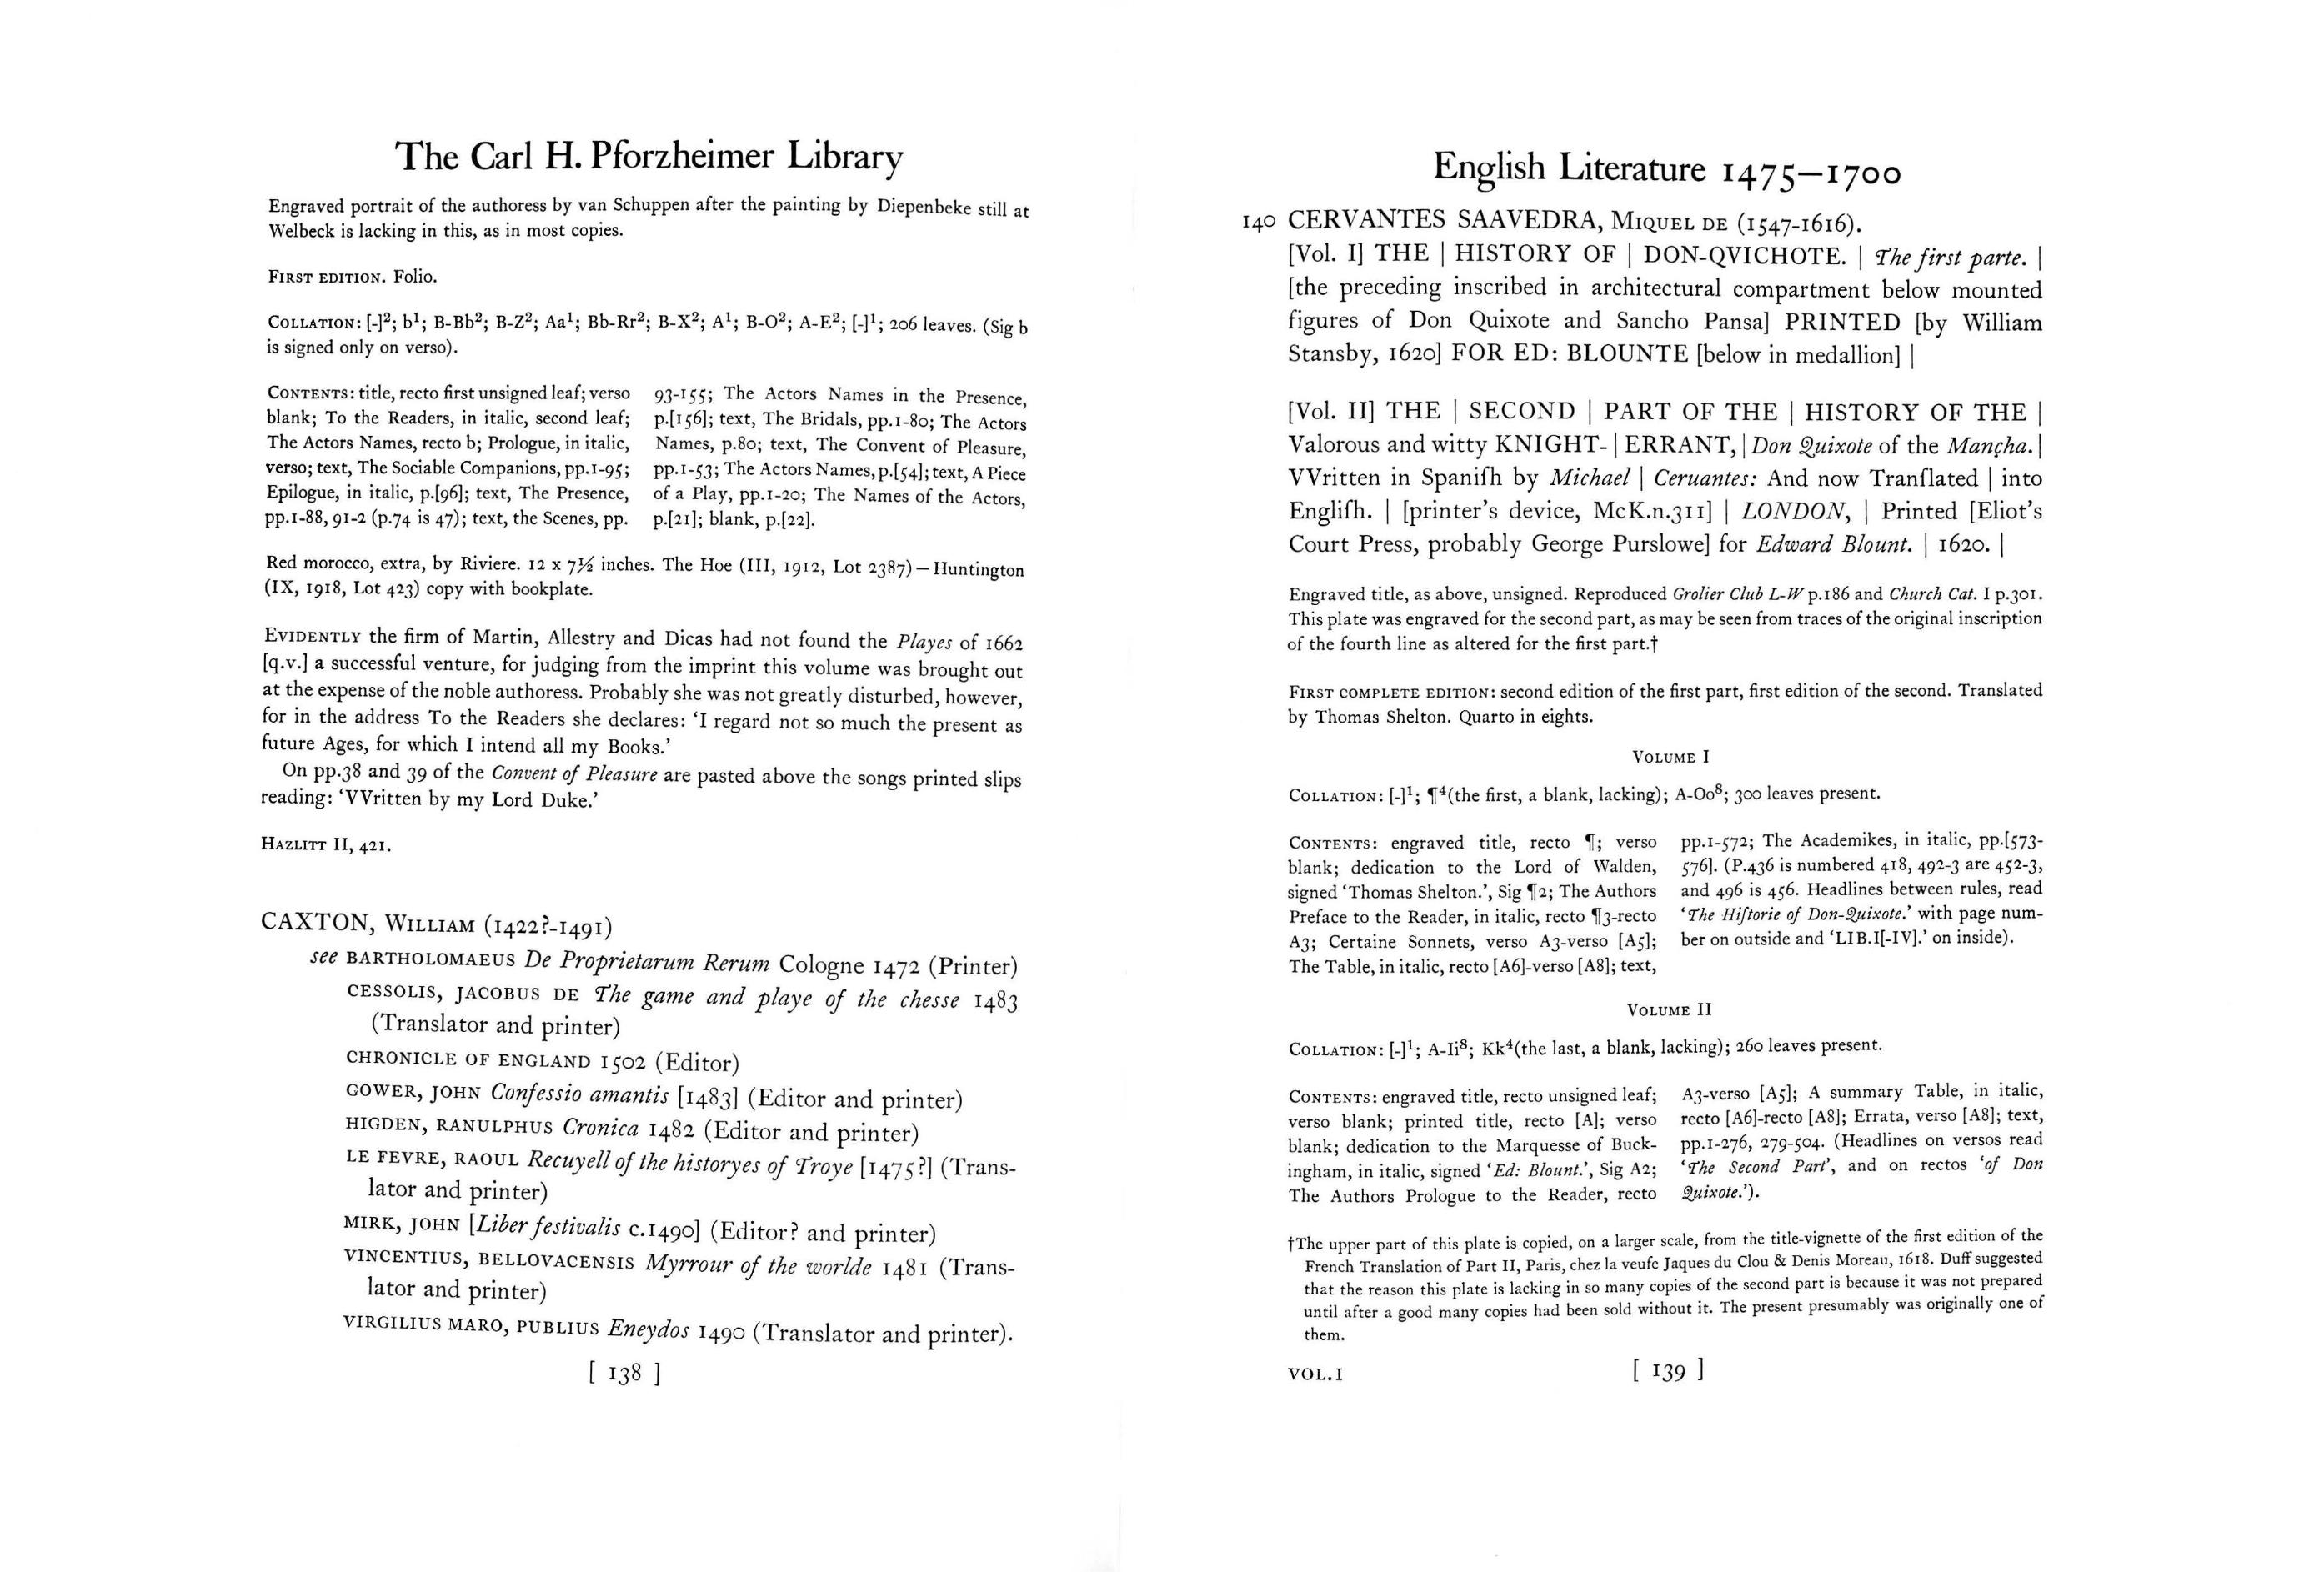 The Carl H. Pforzheimer Library
Engraved portrait of the authoress by van Schuppen after the painting by Diepenbeke still at
Welbeck is lacking in this, as in most copies.
FIRST EDITION. Folio.
COLLATION: [-]²; b¹; B-Bb²; B-Z²; Aa¹; Bb-Rr²; B-X²; A¹; B-O²; A-E²; [-]¹; 206 leaves. (Sig b
is signed only on verso).
CONTENTS: title, recto first unsigned leaf; verso
blank; To the Readers, in italic, second leaf;
The Actors Names, recto b; Prologue, in italic,
verso; text, The Sociable Companions, pp.1-95;
Epilogue, in italic, p.[96]; text, The Presence,
pp.1-88, 91-2 (p.74 is 47); text, the Scenes, pp.
93-155; The Actors Names in the Presence,
p.[156]; text, The Bridals, pp.1-80; The Actors
Names, p.80; text, The Convent of Pleasure,
pp.1-53; The Actors Names, p.[54]; text, A Piece
of a Play, pp.1-20; The Names of the Actors,
p.[21]; blank, p.[22].
Red morocco, extra, by Riviere. 12 x 7½ inches. The Hoe (III, 1912, Lot 2387) — Huntington
(IX, 1918, Lot 423) copy with bookplate.
EVIDENTLY the firm of Martin, Allestry and Dicas had not found the Playes of 1662
[q.v.] a successful venture, for judging from the imprint this volume was brought out
at the expense of the noble authoress. Probably she was not greatly disturbed, however,
for in the address To the Readers she declares: ‘I regard not so much the present as
future Ages, for which I intend all my Books.’
On pp.38 and 39 of the Convent of Pleasure are pasted above the songs printed slips
reading: ‘VVritten by my Lord Duke.’
HAZLITT II, 421.
CAXTON, WILLIAM (1422?-1491)
see BARTHOLOMAEUS De Proprietarum Rerum Cologne 1472 (Printer)
CESSOLIS, JACOBUS DE The game and playe of the chesse 1483
(Translator and printer)
CHRONICLE OF ENGLAND 1502 (Editor)
GOWER, JOHN Confessio amantis [1483] (Editor and printer)
HIGDEN, RANULPHUS Cronica 1482 (Editor and printer)
LE FEVRE, RAOUL Recuyell of the historyes of Troye [1475?] (Trans-
lator and printer)
MIRK, JOHN [Liber festivalis c.1490] (Editor? and printer)
VINCENTIUS, BELLOVACENSIS Myrrour of the worlde 1481 (Trans-
lator and printer)
VIRGILIUS MARO, PUBLIUS Eneydos 1490 (Translator and printer).
[ 138 ]
English Literature 1475—1700
140 CERVANTES SAAVEDRA, MIQUEL DE (1547-1616).
[Vol. I] THE | HISTORY OF | DON-QVICHOTE. | The first parte. |
[the preceding inscribed in architectural compartment below mounted
figures of Don Quixote and Sancho Pansa] PRINTED [by William
Stansby, 1620] FOR ED: BLOUNTE [below in medallion] |
[Vol. II] THE | SECOND | PART OF THE | HISTORY OF THE |
Valorous and witty KNIGHT- | ERRANT, | Don Quixote of the Mançha. |
VVritten in Spaniſh by Michael | Ceruantes: And now Tranſlated | into
Engliſh. | [printer’s device, McK.n.311] | LONDON, | Printed [Eliot’s
Court Press, probably George Purslowe] for Edward Blount. | 1620. |
Engraved title, as above, unsigned. Reproduced Grolier Club L-W p.186 and Church Cat. I p.301.
This plate was engraved for the second part, as may be seen from traces of the original inscription
of the fourth line as altered for the first part.†
FIRST COMPLETE EDITION: second edition of the first part, first edition of the second. Translated
by Thomas Shelton. Quarto in eights.
VOLUME I
COLLATION: [-]¹; ¶⁴(the first, a blank, lacking); A-Oo⁸; 300 leaves present.
CONTENTS: engraved title, recto ¶; verso
blank; dedication to the Lord of Walden,
signed ‘Thomas Shelton.’, Sig ¶2; The Authors
Preface to the Reader, in italic, recto ¶3-recto
A3; Certaine Sonnets, verso A3-verso [A5];
The Table, in italic, recto [A6]-verso [A8]; text,
pp.1-572; The Academikes, in italic, pp.[573-
576]. (P.436 is numbered 418, 492-3 are 452-3,
and 496 is 456. Headlines between rules, read
‘The Hiſtorie of Don-Quixote.’ with page num-
ber on outside and ‘LIB.I[-IV].’ on inside).
VOLUME II
COLLATION: [-]¹; A-Ii⁸; Kk⁴(the last, a blank, lacking); 260 leaves present.
CONTENTS: engraved title, recto unsigned leaf;
verso blank; printed title, recto [A]; verso
blank; dedication to the Marquesse of Buck-
ingham, in italic, signed ‘Ed: Blount.’, Sig A2;
The Authors Prologue to the Reader, recto
A3-verso [A5]; A summary Table, in italic,
recto [A6]-recto [A8]; Errata, verso [A8]; text,
pp.1-276, 279-504. (Headlines on versos read
‘The Second Part’, and on rectos ‘of Don
Quixote.’).
†The upper part of this plate is copied, on a larger scale, from the title-vignette of the first edition of the
French Translation of Part II, Paris, chez la veufe Jaques du Clou & Denis Moreau, 1618. Duff suggested
that the reason this plate is lacking in so many copies of the second part is because it was not prepared
until after a good many copies had been sold without it. The present presumably was originally one of
them.
VOL.I
[ 139 ]